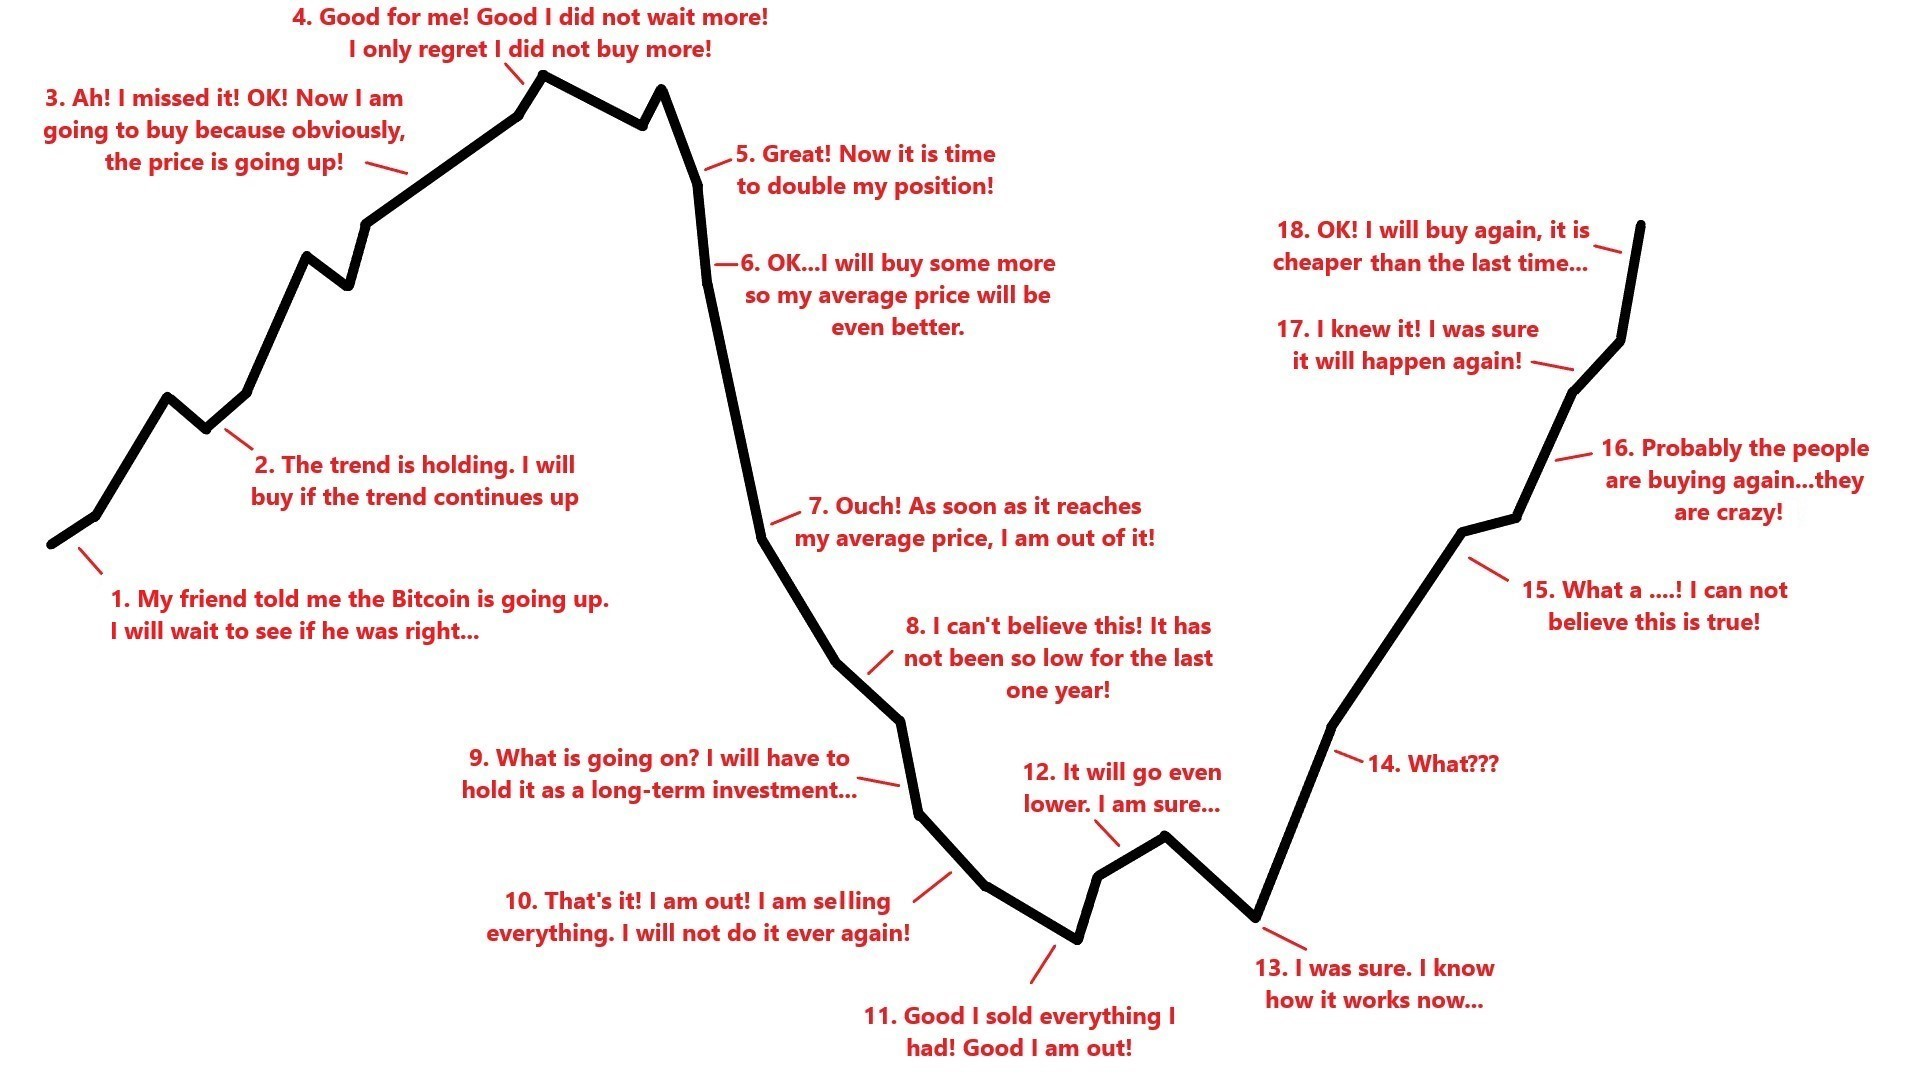 4. Good for me! Good I did not wait more!
I only regret I did not buy more!
3. Ah! I missed it! OK! Now I am
going to buy because obviously,
the price is going up!
5. Great! Now it is time
to double my position!
6. OK...I will buy some more
so my average price will be
even better.
2. The trend is holding. I will
buy if the trend continues up
1. My friend told me the Bitcoin is going up.
I will wait to see if he was right...
7. Ouch! As soon as it reaches
my average price, I am out of it!
8. I can't believe this! It has
not been so low for the last
one year!
9. What is going on? I will have to
hold it as a long-term investment...
10. That's it! I am out! I am selling
everything. I will not do it ever again!
11. Good I sold everything I
had! Good I am out!
12. It will go even
lower. I am sure...
13. I was sure. I know
how it works now...
14. What???
15. What a ....! I can not
believe this is true!
16. Probably the people
are buying again...they
are crazy!
17. I knew it! I was sure
it will happen again!
18. OK! I will buy again, it is
cheaper than the last time...